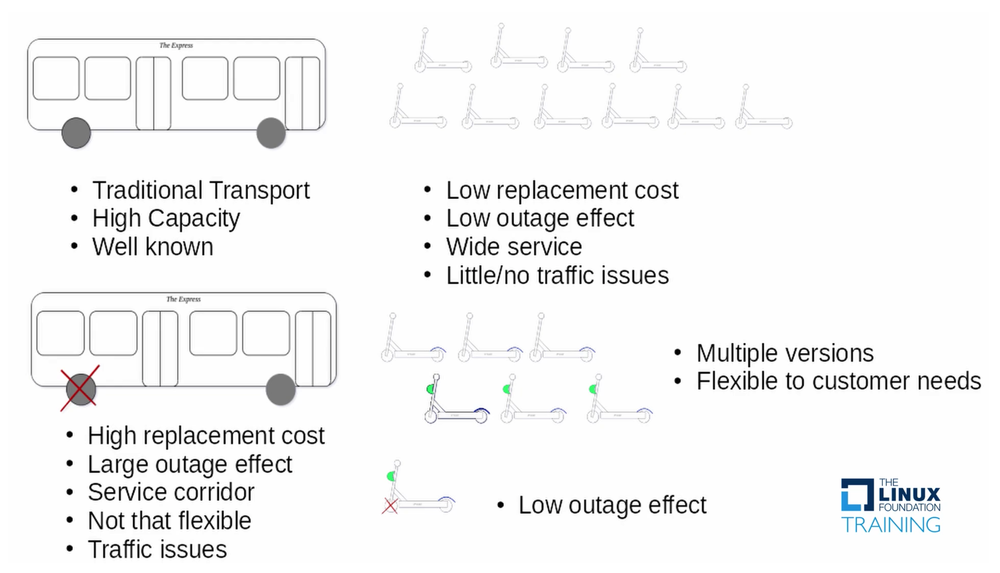 The Express
• Traditional Transport
• High Capacity
• Well known
• Low replacement cost
• Low outage effect
• Wide service
• Little/no traffic issues
The Express
• High replacement cost
• Large outage effect
• Service corridor
• Not that flexible
• Traffic issues
• Multiple versions
• Flexible to customer needs
• Low outage effect
THE
LINUX
FOUNDATION
TRAINING